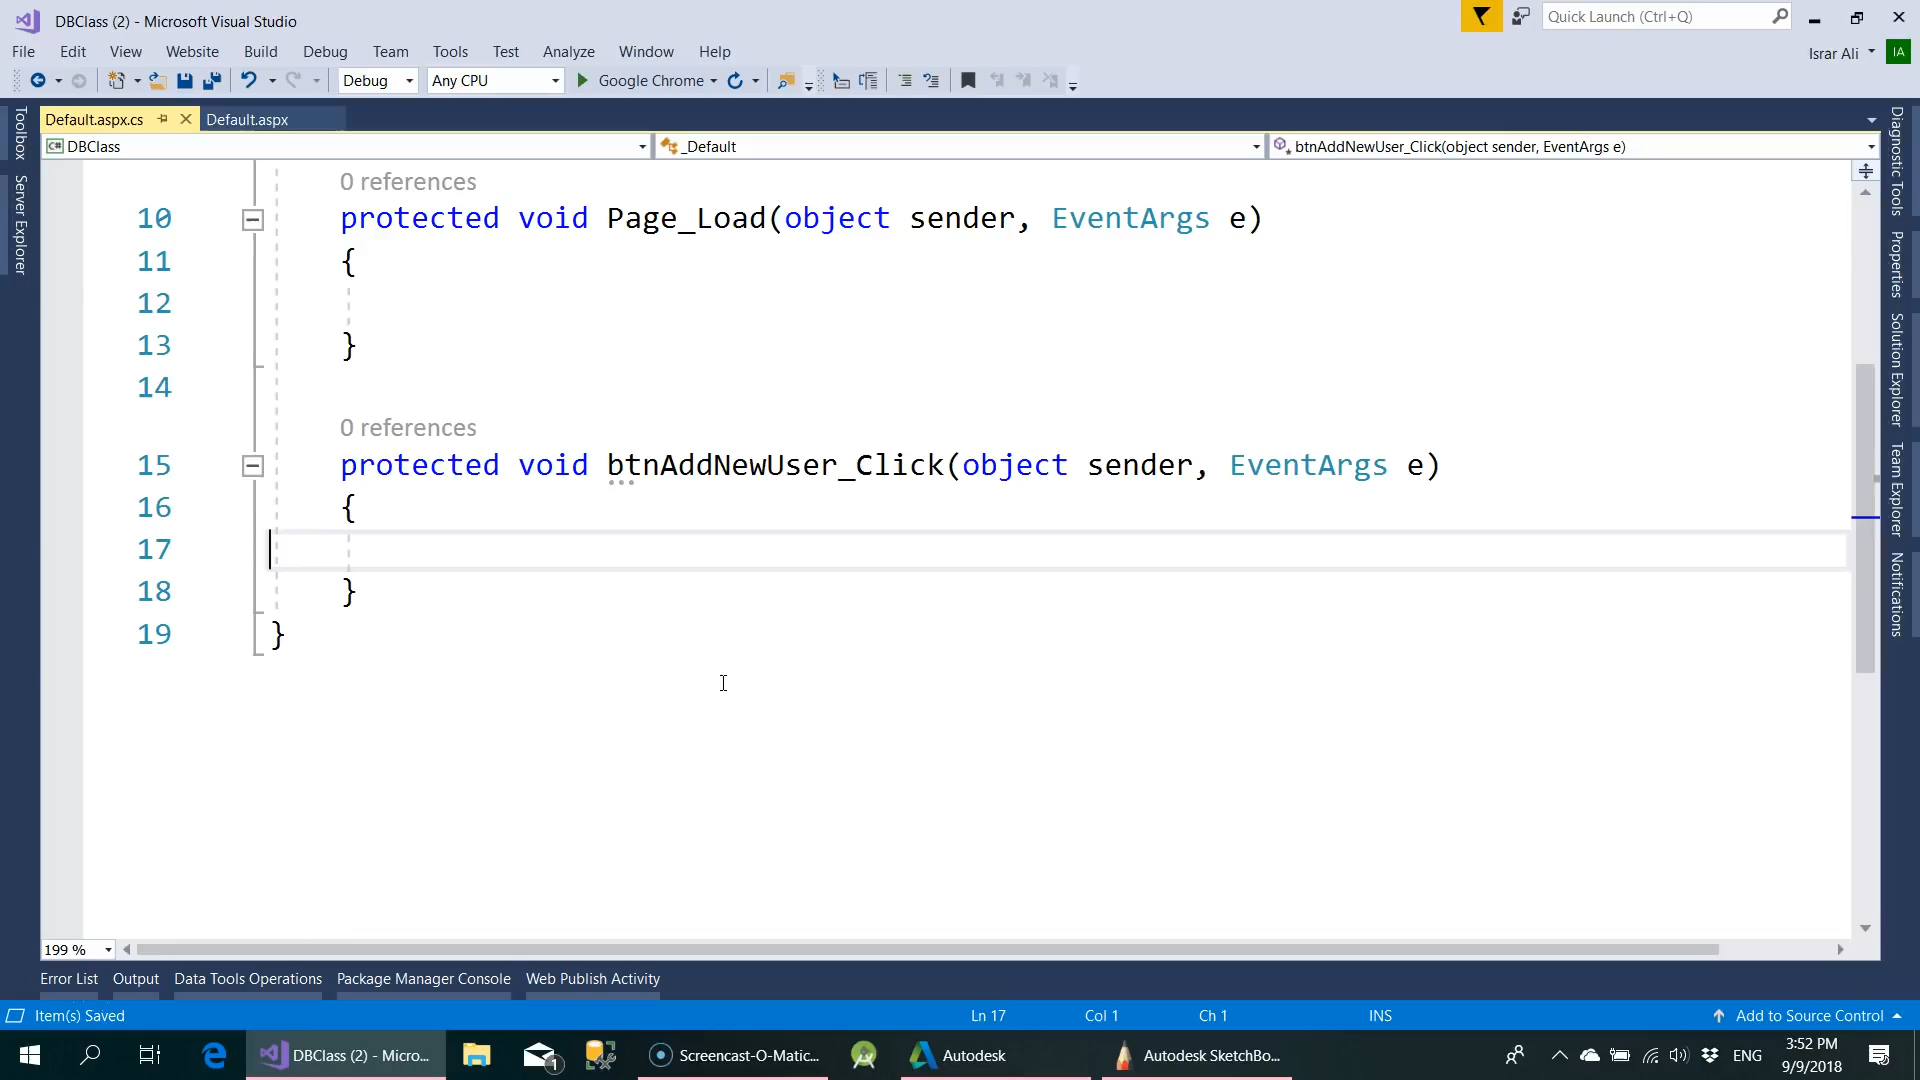 DBClass (2) - Microsoft Visual Studio
Quick Launch (Ctrl+Q)
File Edit View Website Build Debug Team Tools Test Analyze Window Help
Israr Ali IA
Debug Any CPU Google Chrome
Default.aspx.cs Default.aspx
C# DBClass _Default btnAddNewUser_Click(object sender, EventArgs e)
Toolbox
Server Explorer
0 references
10 protected void Page_Load(object sender, EventArgs e)
11 {
12
13 }
14
0 references
15 protected void btnAddNewUser_Click(object sender, EventArgs e)
16 {
17
18 }
19 }
Diagnostic Tools
Properties
Solution Explorer
Team Explorer
Notifications
199 %
Error List Output Data Tools Operations Package Manager Console Web Publish Activity
Item(s) Saved Ln 17 Col 1 Ch 1 INS Add to Source Control
DBClass (2) - Micro... 1 Screencast-O-Matic... Autodesk Autodesk SketchBo... ENG 3:52 PM
9/9/2018